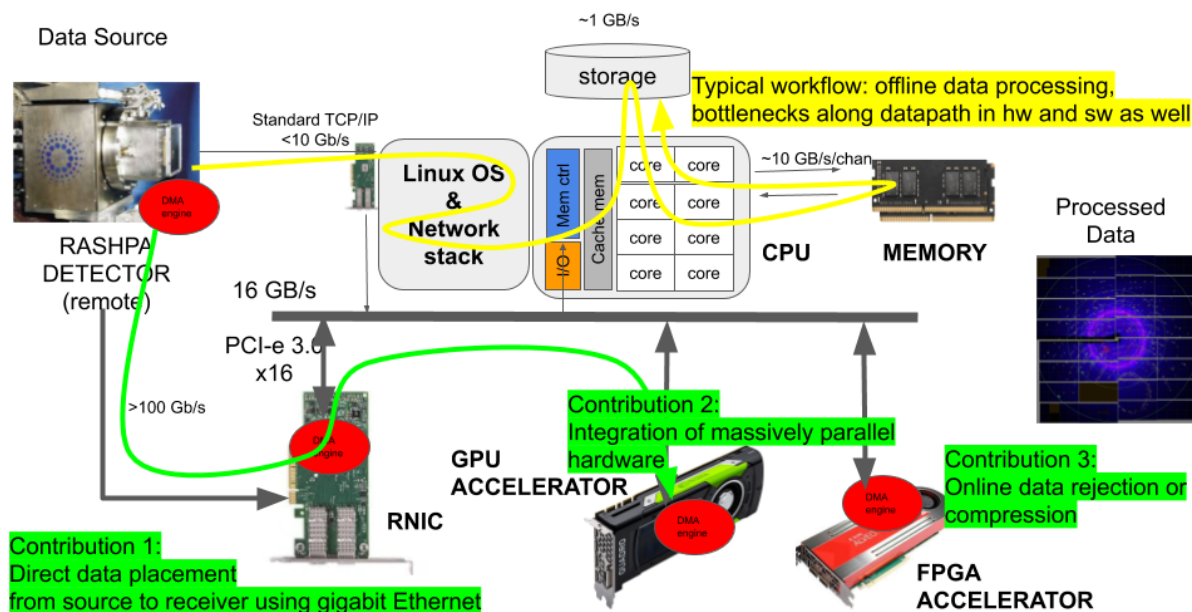 ~1 GB/s
Data Source
storage
Typical workflow: offline data processing,
bottlenecks along datapath in hw and sw as well
Standard TCP/IP
<10 Gb/s
Linux OS
&
Network
stack
Mem ctrl
I/O
Cache mem
core
core
core
core
core
core
core
core
~10 GB/s/chan
CPU
MEMORY
DMA
engine
RASHPA
DETECTOR
(remote)
Processed
Data
16 GB/s
PCI-e 3.0
x16
>100 Gb/s
DMA
engine
RNIC
Contribution 1:
Direct data placement
from source to receiver using gigabit Ethernet
Contribution 2:
Integration of massively parallel
hardware
GPU
ACCELERATOR
QUADRO
DMA
engine
Contribution 3:
Online data rejection or
compression
DMA
engine
FPGA
ACCELERATOR